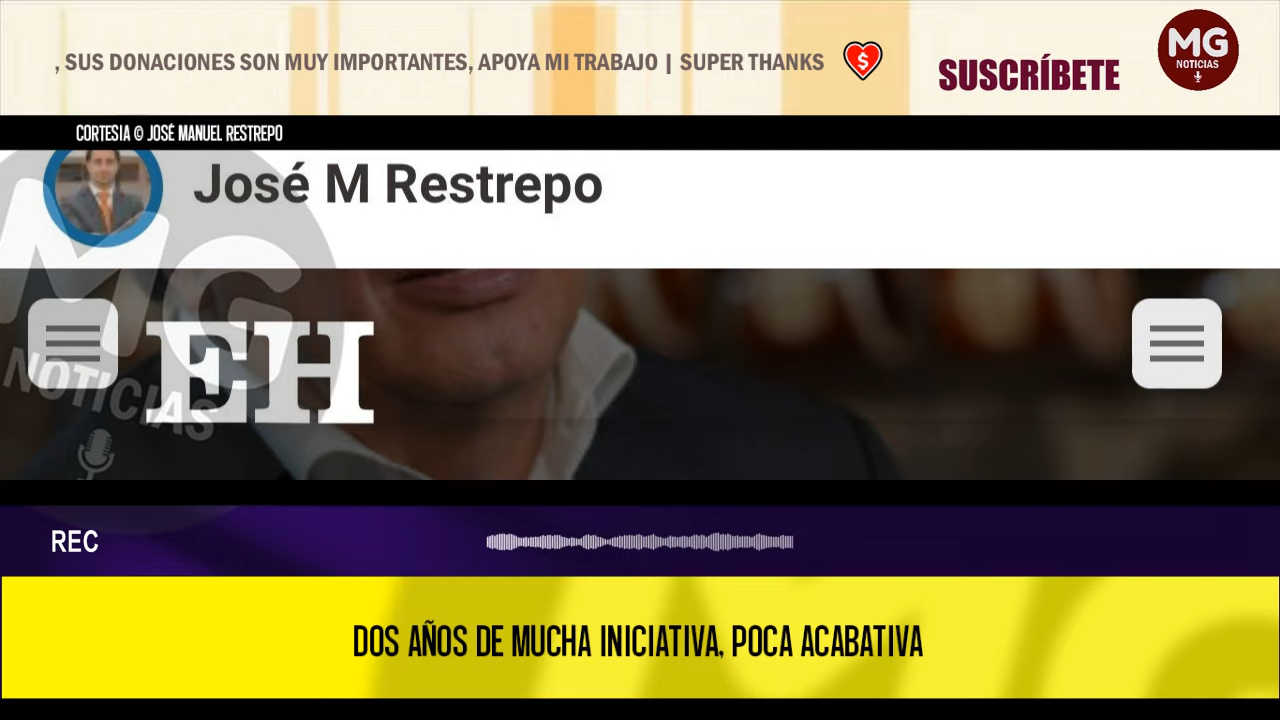 , SUS DONACIONES SON MUY IMPORTANTES, APOYA MI TRABAJO | SUPER THANKS
$
SUSCRÍBETE
MG
NOTICIAS
CORTESIA © JOSÉ MANUEL RESTREPO
José M Restrepo
MG
NOTICIAS
EH
REC
DOS AÑOS DE MUCHA INICIATIVA, POCA ACABATIVA